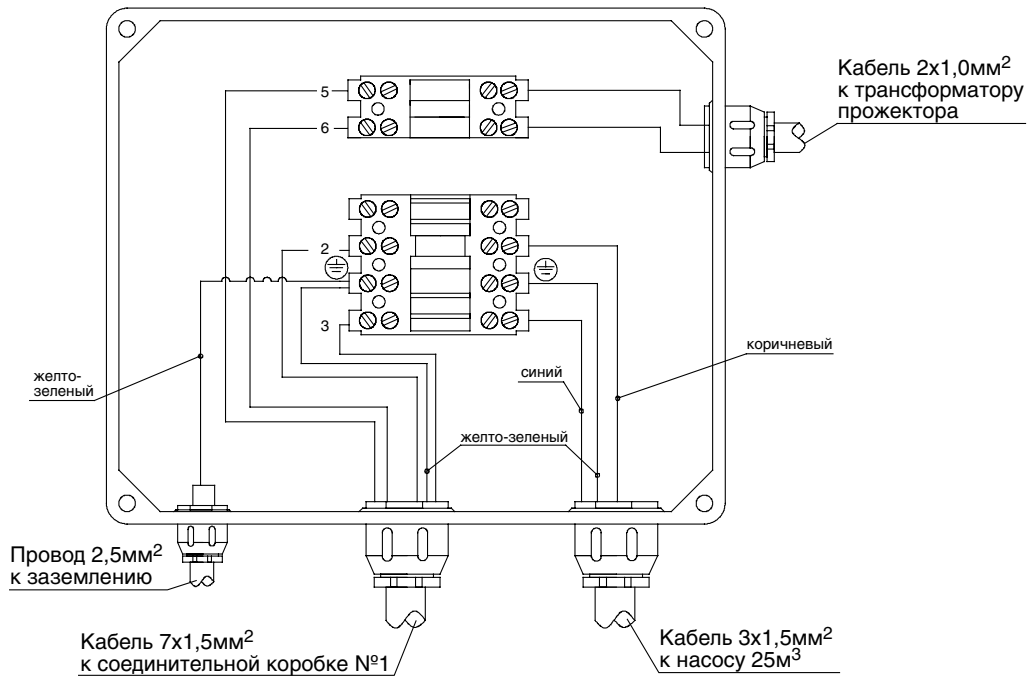 Кабель 2х1,0мм²
к трансформатору
прожектора
5
6
2
3
коричневый
синий
желто-
зеленый
желто-зеленый
Провод 2,5мм²
к заземлению
Кабель 7х1,5мм²
к соединительной коробке №1
Кабель 3х1,5мм²
к насосу 25м³